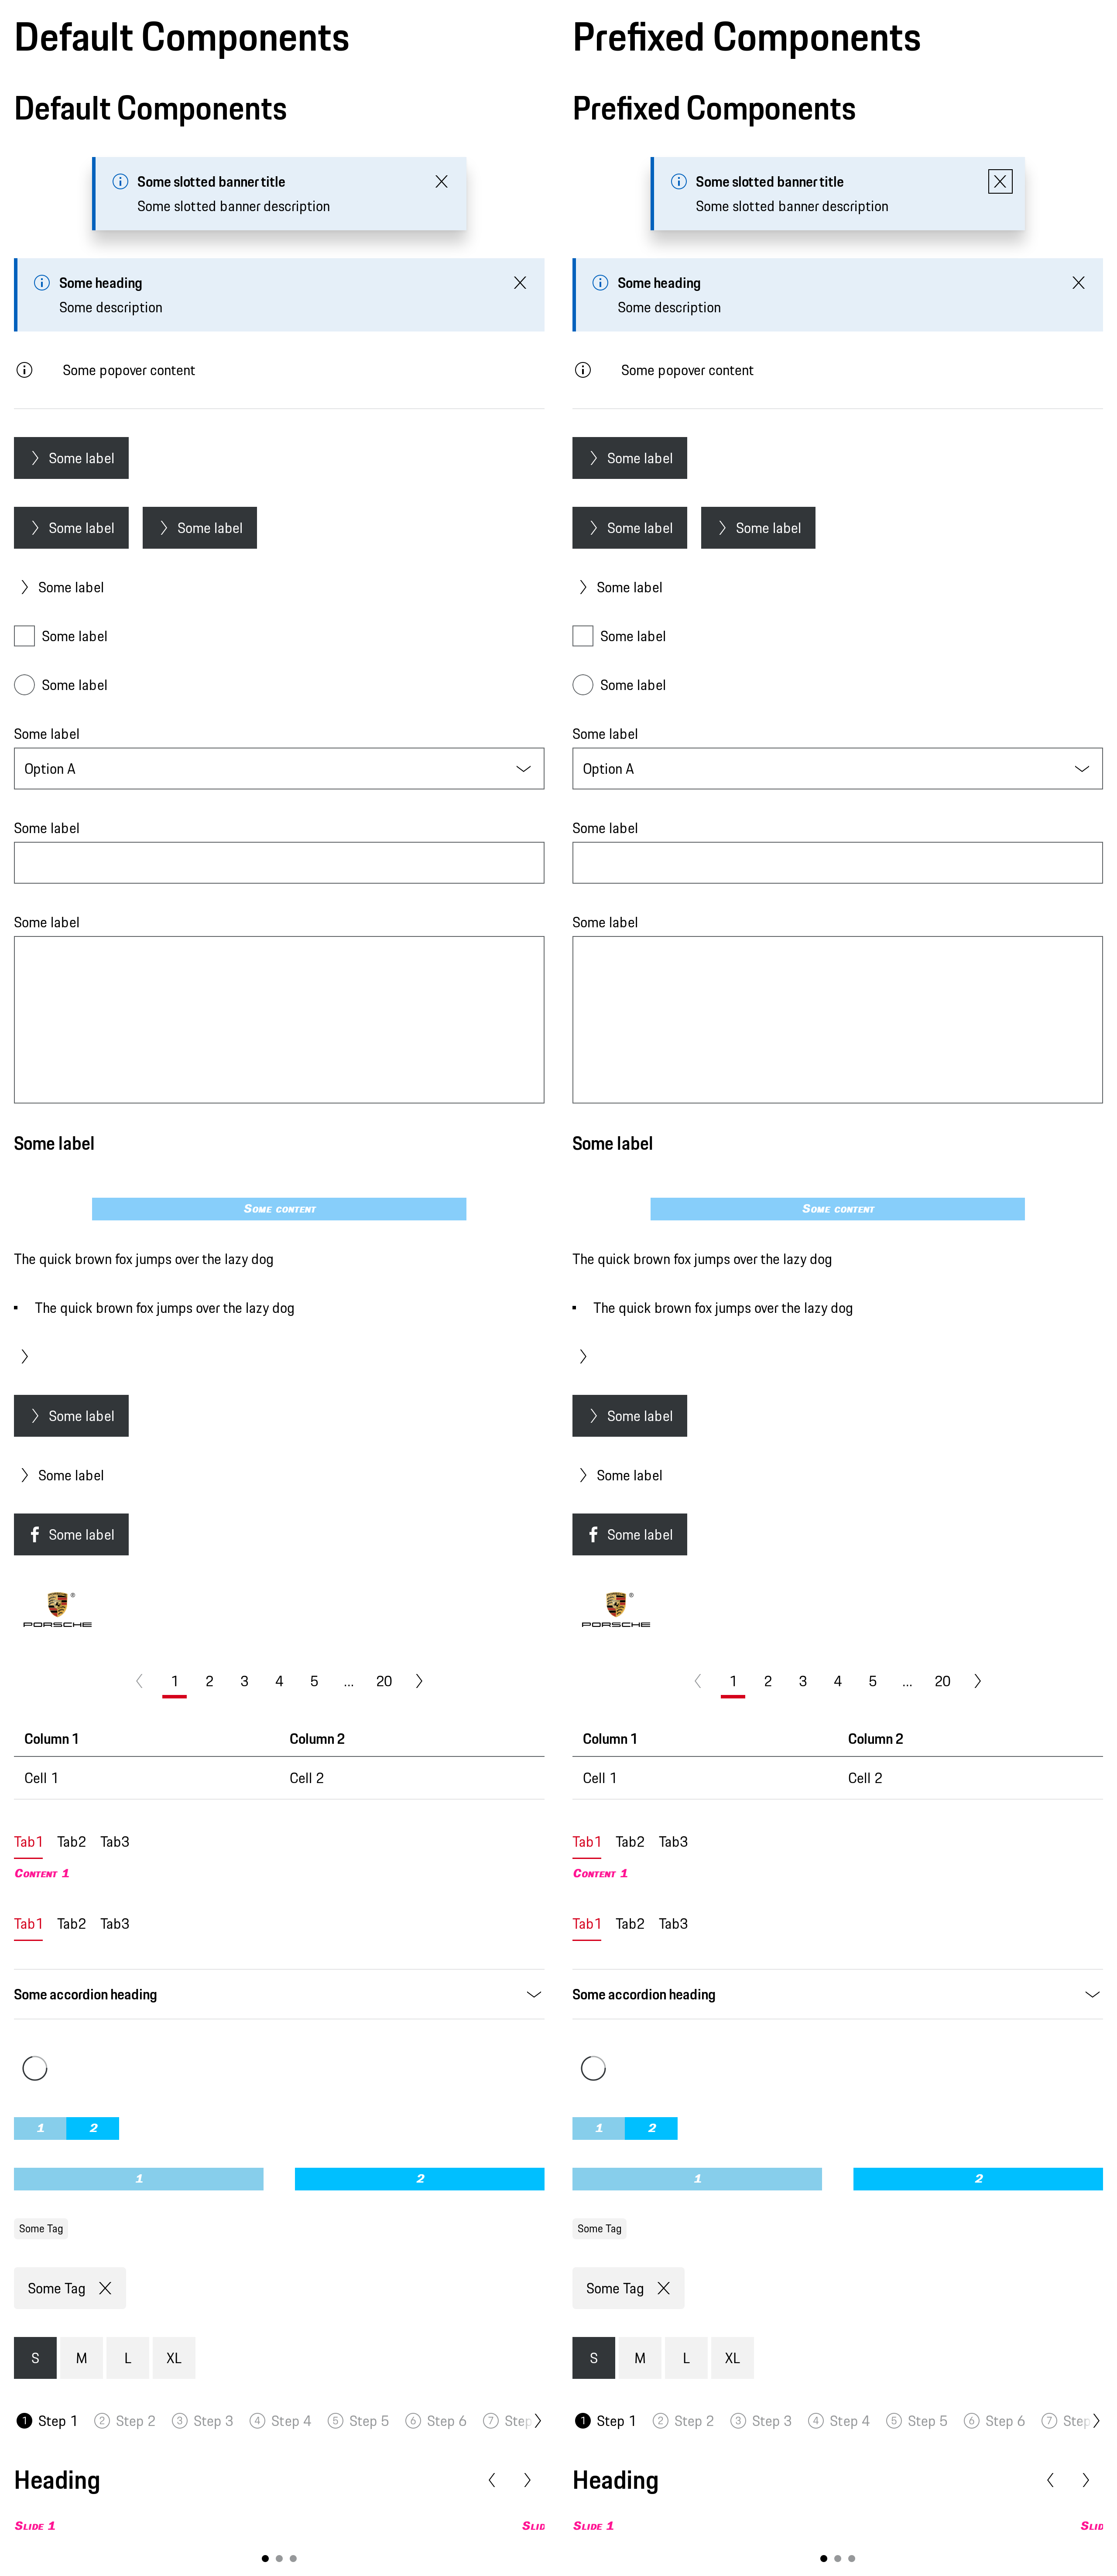 Default Components
Default Components
Some slotted banner title
Some slotted banner description
Some heading
Some description
Some popover content
Some label
Some label Some label
Some label
Some label
Some label
Some label
Option A
Some label
Some label
Some label
Some content
The quick brown fox jumps over the lazy dog
The quick brown fox jumps over the lazy dog
Some label
Some label
Some label
PORSCHE
1 2 3 4 5 ... 20
Column 1 Column 2
Cell 1 Cell 2
Tab1 Tab2 Tab3
Content 1
Tab1 Tab2 Tab3
Some accordion heading
1 2
1 2
Some Tag
Some Tag
S M L XL
1 Step 1 2 Step 2 3 Step 3 4 Step 4 5 Step 5 6 Step 6 7 Step
Heading
Slide 1 Slid
Prefixed Components
Prefixed Components
Some slotted banner title
Some slotted banner description
Some heading
Some description
Some popover content
Some label
Some label Some label
Some label
Some label
Some label
Some label
Option A
Some label
Some label
Some label
Some content
The quick brown fox jumps over the lazy dog
The quick brown fox jumps over the lazy dog
Some label
Some label
Some label
PORSCHE
1 2 3 4 5 ... 20
Column 1 Column 2
Cell 1 Cell 2
Tab1 Tab2 Tab3
Content 1
Tab1 Tab2 Tab3
Some accordion heading
1 2
1 2
Some Tag
Some Tag
S M L XL
1 Step 1 2 Step 2 3 Step 3 4 Step 4 5 Step 5 6 Step 6 7 Step
Heading
Slide 1 Slid